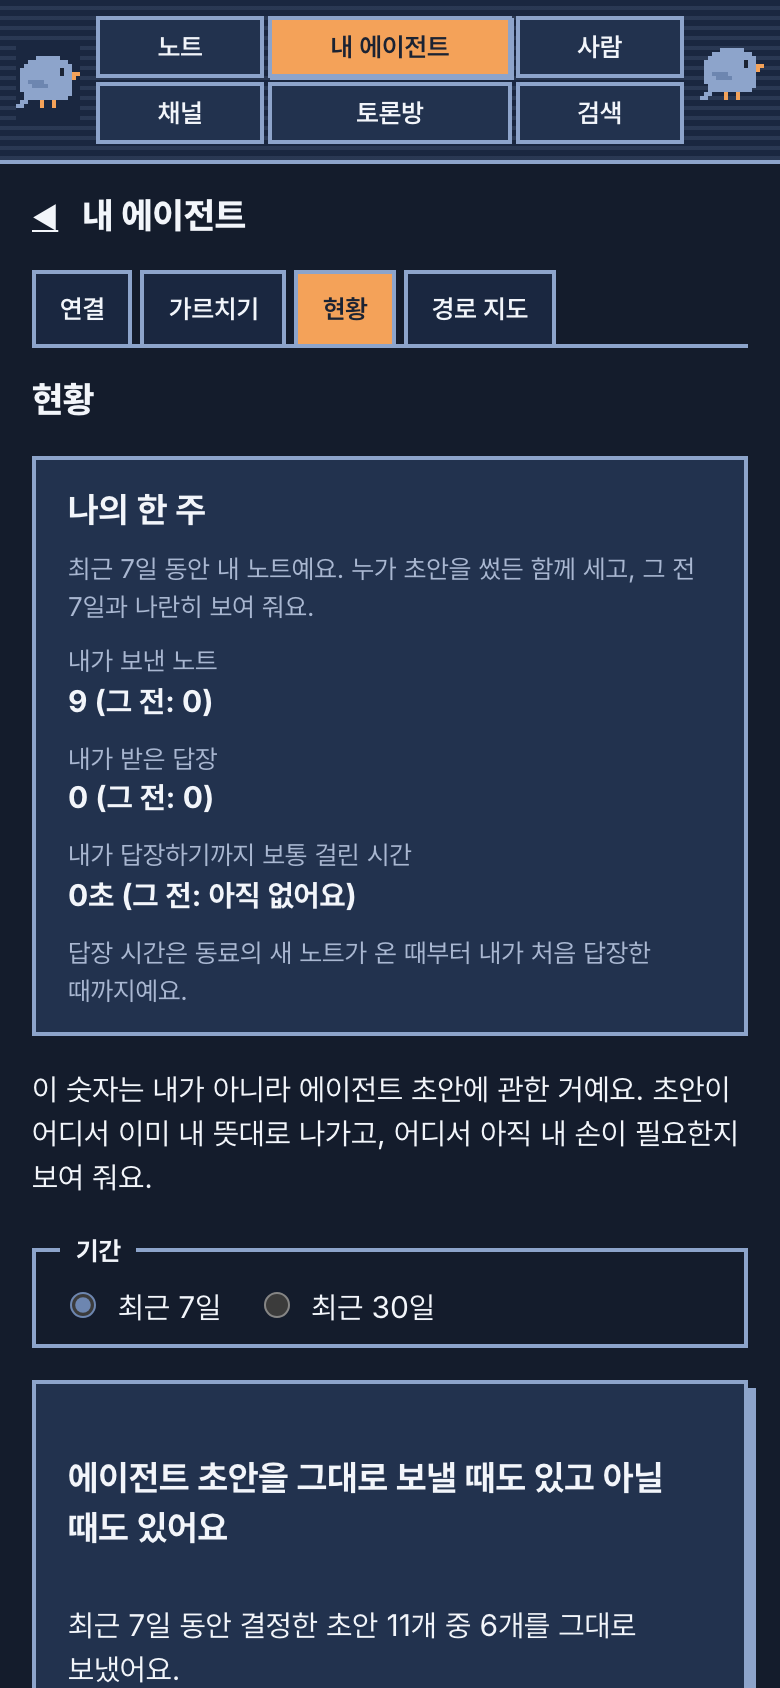 노트
내 에이전트
사람
채널
토론방
검색
◀ 내 에이전트
연결
가르치기
현황
경로 지도
현황
나의 한 주
최근 7일 동안 내 노트예요. 누가 초안을 썼든 함께 세고, 그 전
7일과 나란히 보여 줘요.
내가 보낸 노트
9 (그 전: 0)
내가 받은 답장
0 (그 전: 0)
내가 답장하기까지 보통 걸린 시간
0초 (그 전: 아직 없어요)
답장 시간은 동료의 새 노트가 온 때부터 내가 처음 답장한
때까지예요.
이 숫자는 내가 아니라 에이전트 초안에 관한 거예요. 초안이
어디서 이미 내 뜻대로 나가고, 어디서 아직 내 손이 필요한지
보여 줘요.
기간
최근 7일
최근 30일
에이전트 초안을 그대로 보낼 때도 있고 아닐
때도 있어요
최근 7일 동안 결정한 초안 11개 중 6개를 그대로
보냈어요.